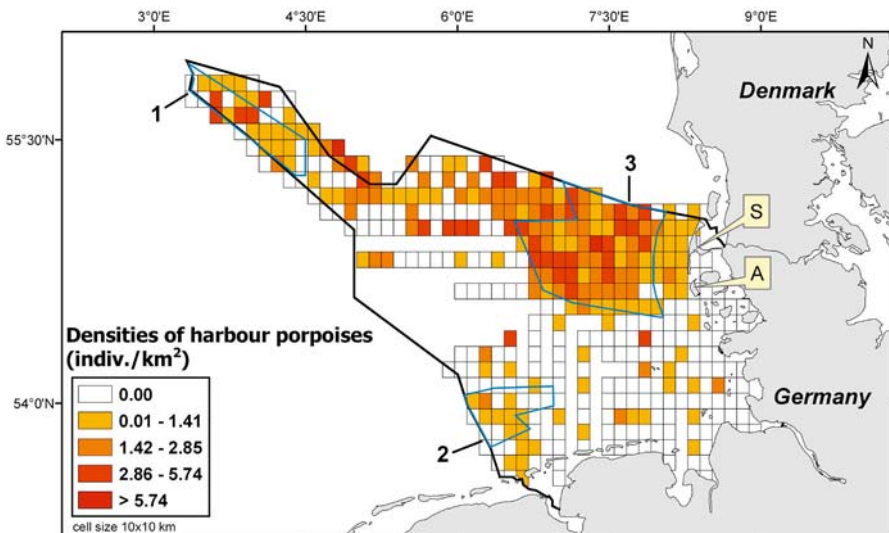 3°0'E 4°30'E 6°0'E 7°30'E 9°0'E
N
Denmark
1
55°30'N
3
S
A
Densities of harbour porpoises
(indiv./km²)
0.00
0.01 - 1.41
1.42 - 2.85
2.86 - 5.74
> 5.74
cell size 10x10 km
54°0'N
Germany
2